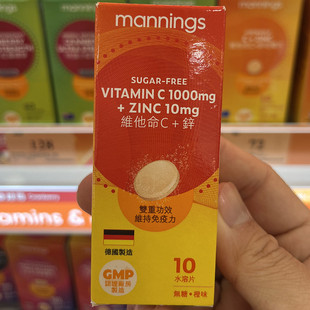 mannings
SUGAR-FREE
VITAMIN C 1000mg
+ ZINC 10mg
維他命C + 鋅
雙重功效
維持免疫力
德國製造
GMP
10
水溶片
無糖 • 橙味